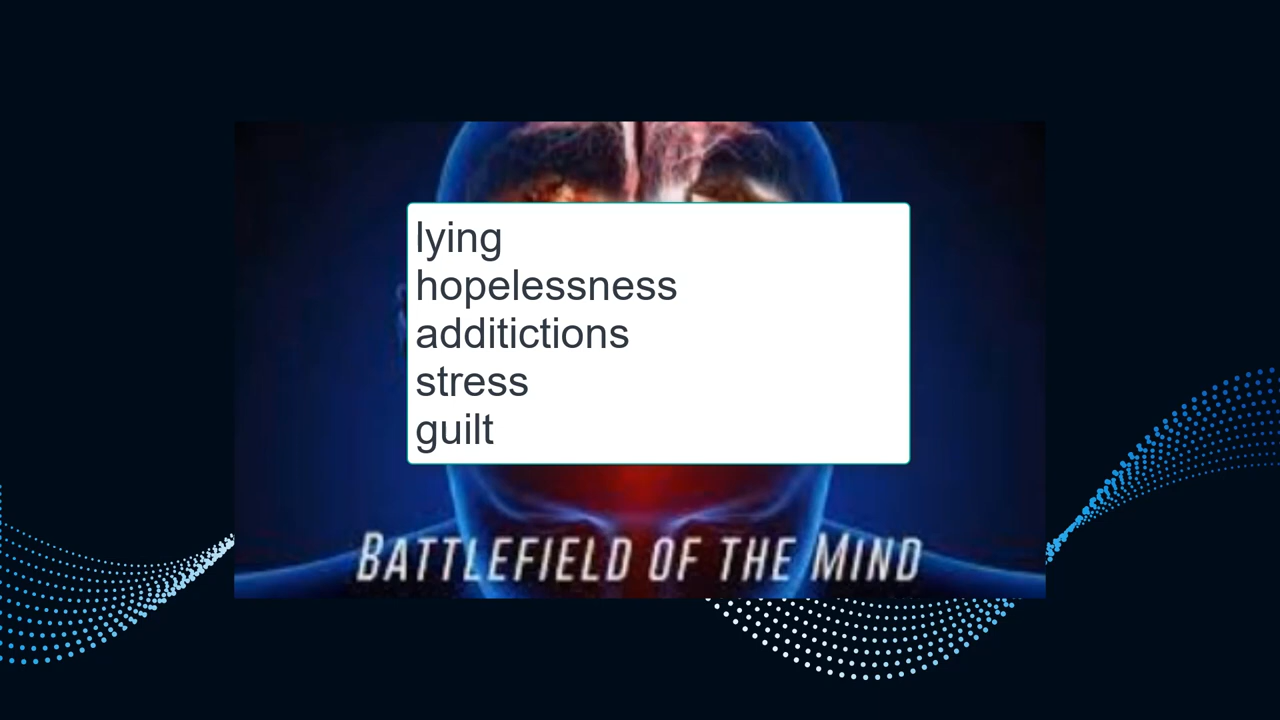 lying
hopelessness
additictions
stress
guilt
BATTLEFIELD OF THE MIND